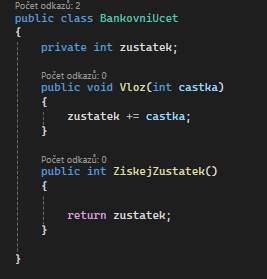 Počet odkazů: 2
public class BankovniUcet
{
    private int zustatek;
    Počet odkazů: 0
    public void Vloz(int castka)
    {
        zustatek += castka;
    }
    Počet odkazů: 0
    public int ZiskejZustatek()
    {
        return zustatek;
    }
}